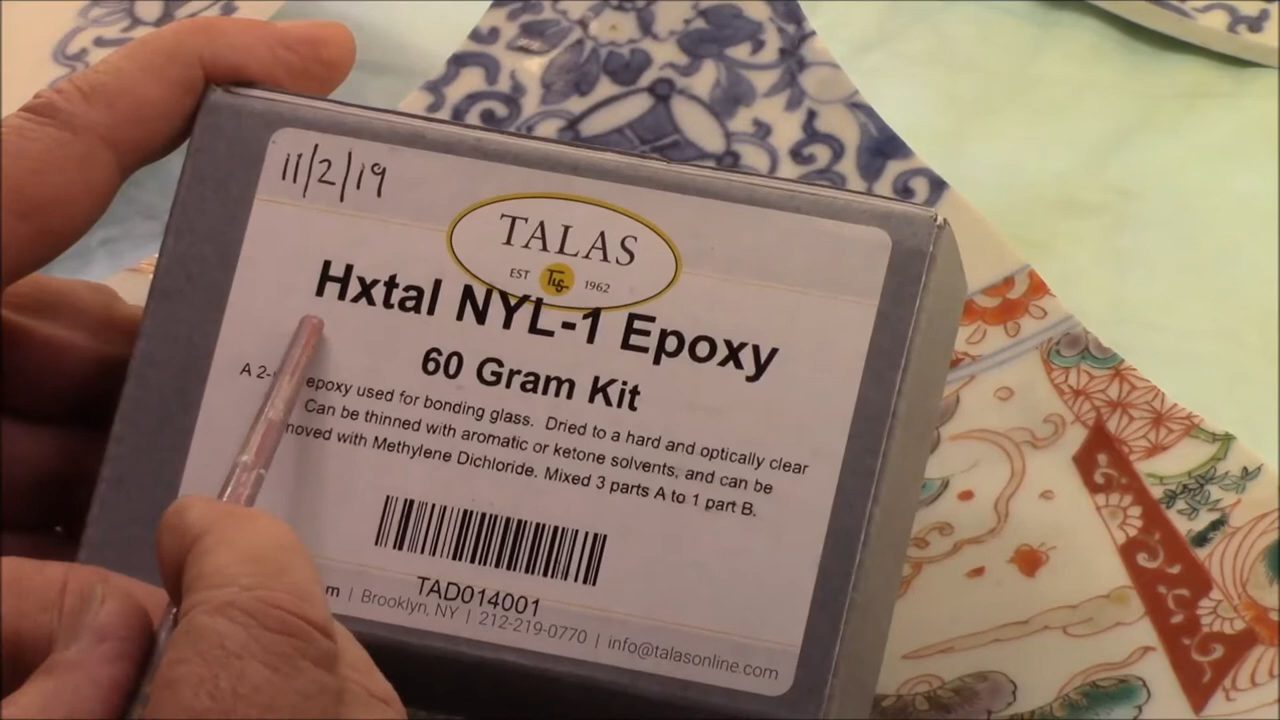 11/2/19
TALAS
EST TLS 1962
Hxtal NYL-1 Epoxy
60 Gram Kit
A 2- epoxy used for bonding glass. Dried to a hard and optically clear
Can be thinned with aromatic or ketone solvents, and can be
moved with Methylene Dichloride. Mixed 3 parts A to 1 part B.
TAD014001
m | Brooklyn, NY | 212-219-0770 | info@talasonline.com